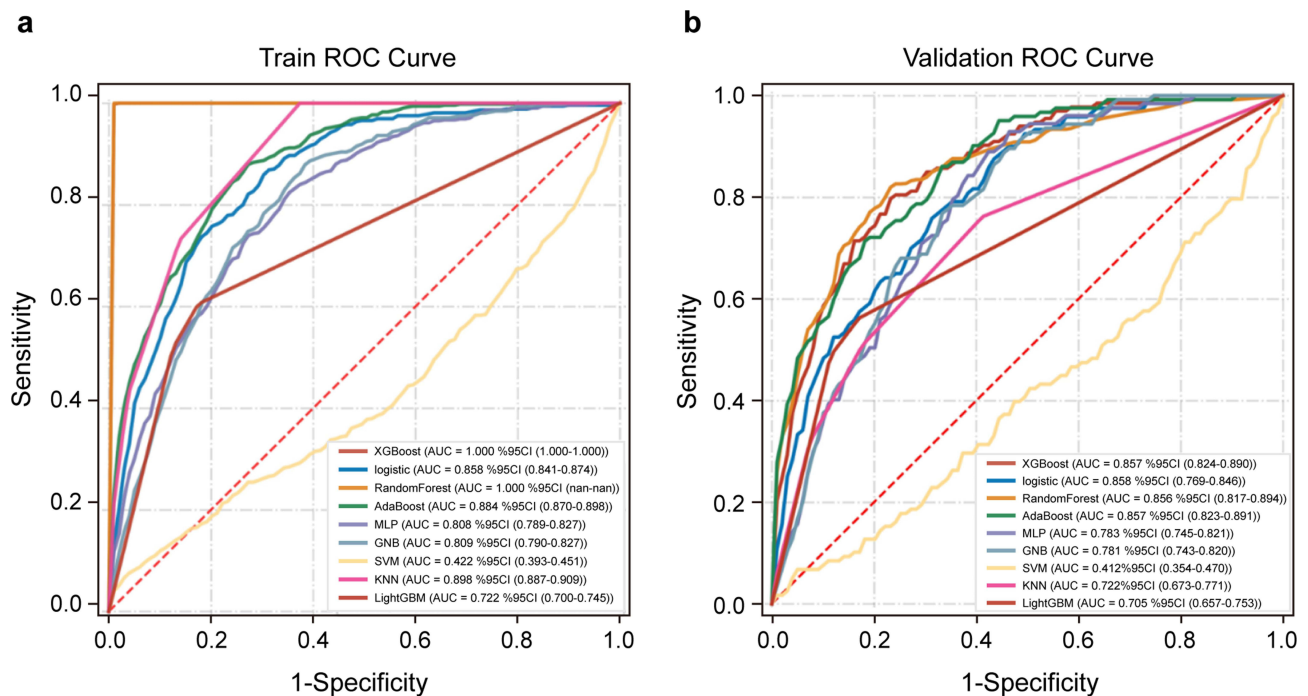 a
Train ROC Curve
1.0
0.8
0.6
0.4
0.2
0.0
Sensitivity
XGBoost (AUC = 1.000 %95CI (1.000-1.000))
logistic (AUC = 0.858 %95CI (0.841-0.874))
RandomForest (AUC = 1.000 %95CI (nan-nan))
AdaBoost (AUC = 0.884 %95CI (0.870-0.898))
MLP (AUC = 0.808 %95CI (0.789-0.827))
GNB (AUC = 0.809 %95CI (0.790-0.827))
SVM (AUC = 0.422 %95CI (0.393-0.451))
KNN (AUC = 0.898 %95CI (0.887-0.909))
LightGBM (AUC = 0.722 %95CI (0.700-0.745))
0.0 0.2 0.4 0.6 0.8 1.0
1-Specificity
b
Validation ROC Curve
1.0
0.8
0.6
0.4
0.2
0.0
Sensitivity
XGBoost (AUC = 0.857 %95CI (0.824-0.890))
logistic (AUC = 0.858 %95CI (0.769-0.846))
RandomForest (AUC = 0.856 %95CI (0.817-0.894))
AdaBoost (AUC = 0.857 %95CI (0.823-0.891))
MLP (AUC = 0.783 %95CI (0.745-0.821))
GNB (AUC = 0.781 %95CI (0.743-0.820))
SVM (AUC = 0.412%95CI (0.354-0.470))
KNN (AUC = 0.722%95CI (0.673-0.771))
LightGBM (AUC = 0.705 %95CI (0.657-0.753))
0.0 0.2 0.4 0.6 0.8 1.0
1-Specificity